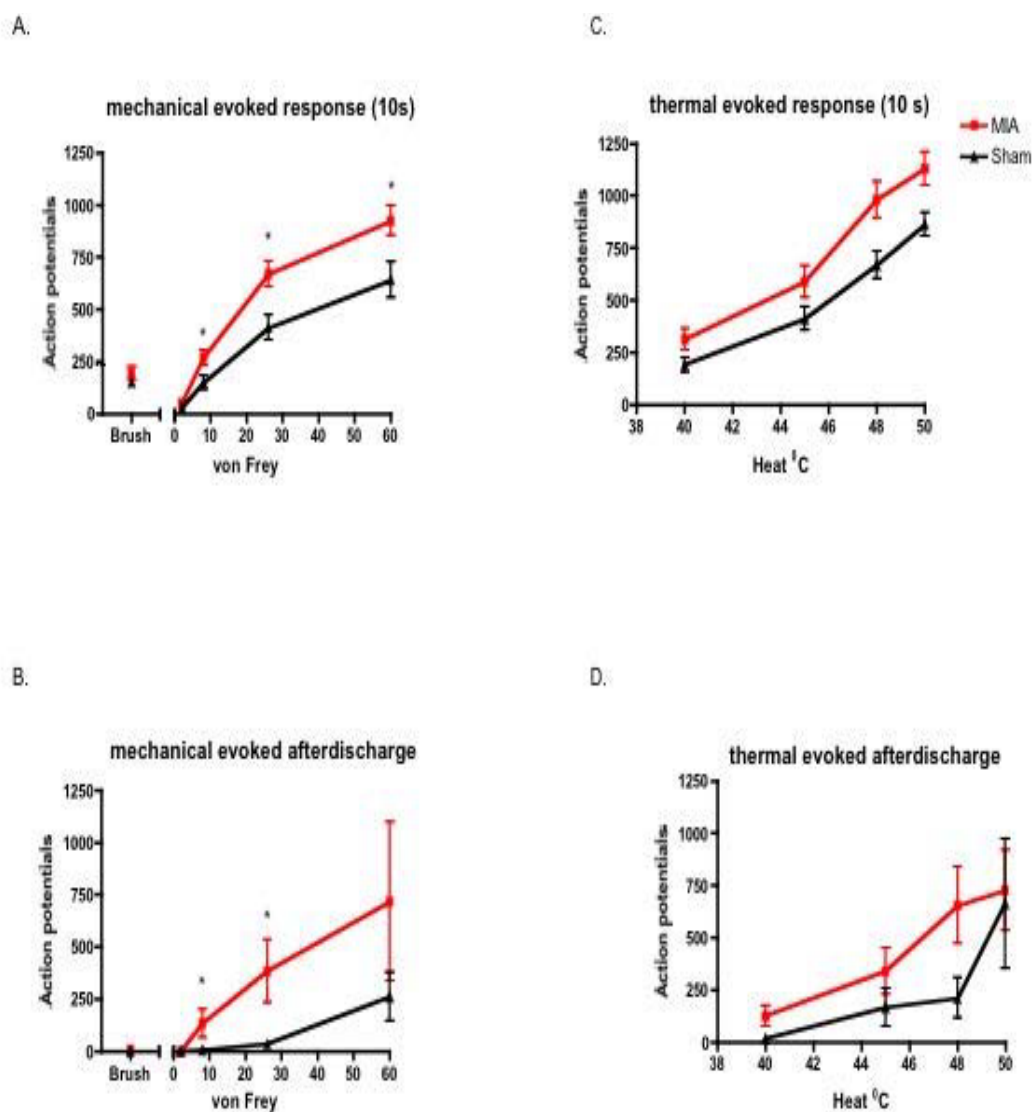 A.
mechanical evoked response (10s)
1250
1000
750
500
250
0
Action potentials
*
*
*
Brush
0 10 20 30 40 50 60
von Frey
C.
thermal evoked response (10 s)
MIA
Sham
1250
1000
750
500
250
0
Action potentials
38 40 42 44 46 48 50
Heat ⁰C
B.
mechanical evoked afterdischarge
1250
1000
750
500
250
0
Action potentials
*
*
Brush
0 10 20 30 40 50 60
von Frey
D.
thermal evoked afterdischarge
1250
1000
750
500
250
0
Action potentials
38 40 42 44 46 48 50
Heat ⁰C